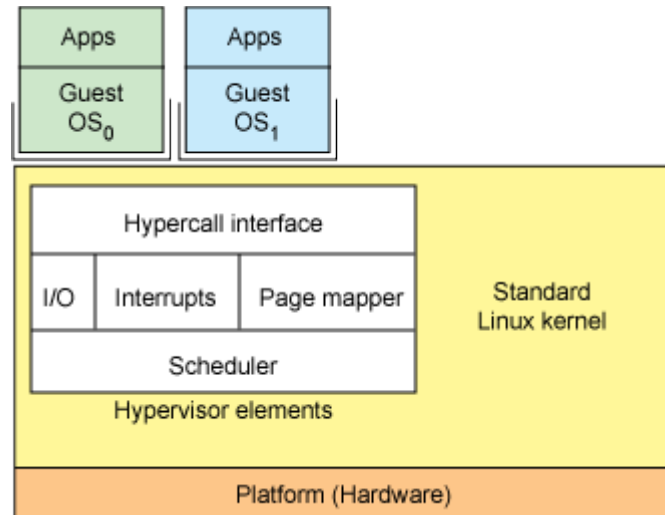 Apps
Guest
OS0
Apps
Guest
OS1
Hypercall interface
I/O
Interrupts
Page mapper
Scheduler
Hypervisor elements
Standard
Linux kernel
Platform (Hardware)